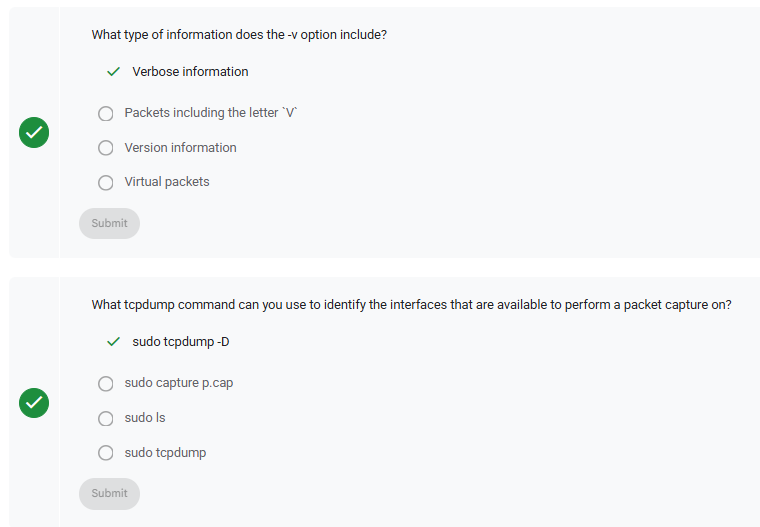 What type of information does the -v option include?
Verbose information
Packets including the letter `V`
Version information
Virtual packets
Submit
What tcpdump command can you use to identify the interfaces that are available to perform a packet capture on?
sudo tcpdump -D
sudo capture p.cap
sudo ls
sudo tcpdump
Submit